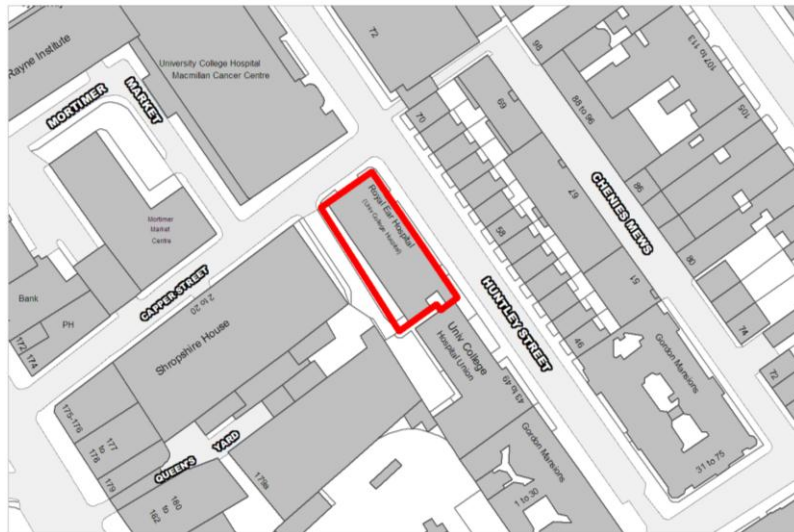 Rayne Institute
University College Hospital
Macmillan Cancer Centre
72
MORTIMER
MARKET
70
69
86
88 to 96
107 to 113
105
Mortimer
Market
Centre
Royal Ear Hospital
(Univ College Hospital)
67
98
CHENIES MEWS
58
Bank
PH
172
174
CAPPER STREET
2 to 20
Shropshire House
HUNTLEY STREET
51
90
46
74
Univ College
Hospital Union
43 to 49
Gordon Mansions
72
175-176
177
to
178
179
QUEEN'S
YARD
180
to
182
179a
Gordon Mansions
1 to 30
31 to 75